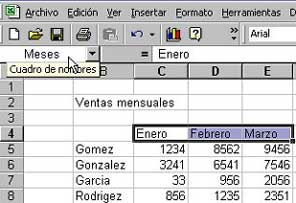 Archivo Edición Ver Insertar Formato Herramientas D
Arial
Meses = Enero
Cuadro de nombres
B C D E
1
2 Ventas mensuales
3
4 Enero Febrero Marzo
5 Gomez 1234 8562 9456
6 Gonzalez 3241 6541 7546
7 Garcia 33 956 2056
8 Rodrigez 856 1235 2351